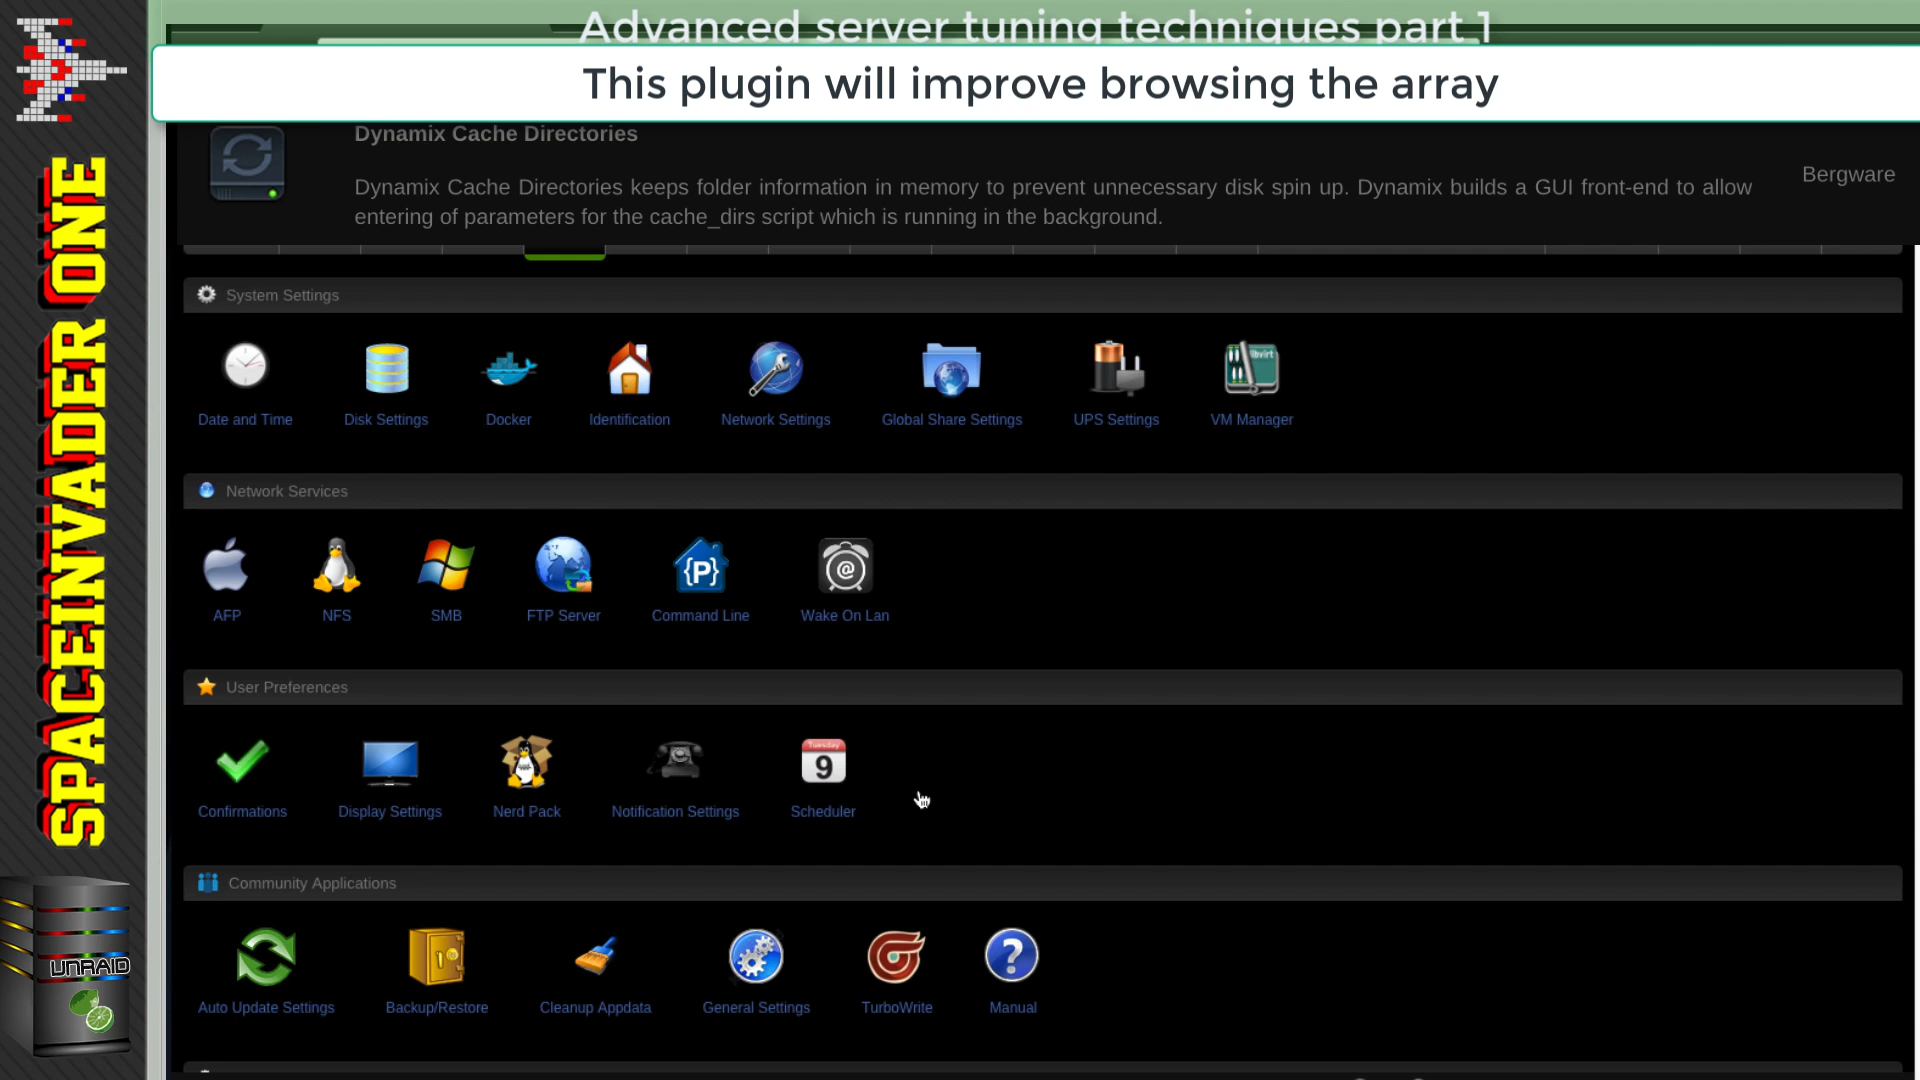 Advanced server tuning techniques part 1
This plugin will improve browsing the array
SPACEINVADER ONE
Dynamix Cache Directories
Dynamix Cache Directories keeps folder information in memory to prevent unnecessary disk spin up. Dynamix builds a GUI front-end to allow
entering of parameters for the cache_dirs script which is running in the background.
Bergware
System Settings
Date and Time
Disk Settings
Docker
Identification
Network Settings
Global Share Settings
libvirt
UPS Settings
VM Manager
Network Services
{P}
@
AFP
NFS
SMB
FTP Server
Command Line
Wake On Lan
User Preferences
Tuesday
9
Confirmations
Display Settings
Nerd Pack
Notification Settings
Scheduler
Community Applications
?
Auto Update Settings
Backup/Restore
Cleanup Appdata
General Settings
TurboWrite
Manual
UNRAID